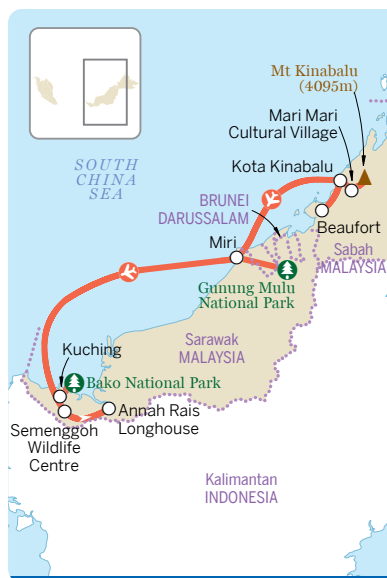 Mt Kinabalu
(4095m)
Mari Mari
Cultural Village
SOUTH
CHINA
SEA
Kota Kinabalu
BRUNEI
DARUSSALAM
Beaufort
Miri
Sabah
MALAYSIA
Gunung Mulu
National Park
Sarawak
MALAYSIA
Kuching
Bako National Park
Annah Rais
Longhouse
Semenggoh
Wildlife
Centre
Kalimantan
INDONESIA